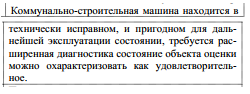 Коммунально-строительная машина находится в
технически исправном, и пригодном для даль-
нейшей эксплуатации состоянии, требуется рас-
ширенная диагностика состояние объекта оценки
можно охарактеризовать как удовлетворитель-
ное.